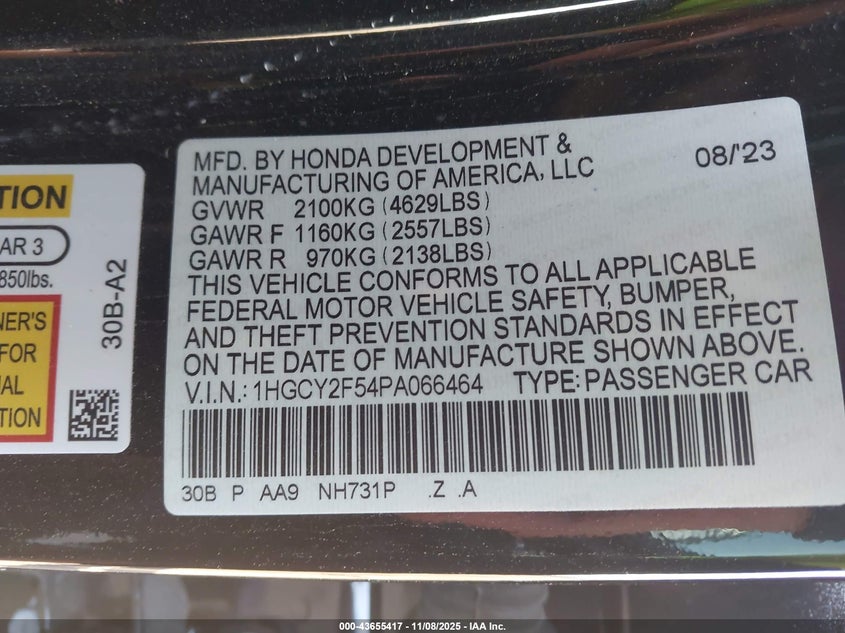 MFD. BY HONDA DEVELOPMENT &
MANUFACTURING OF AMERICA, LLC
08/'23
GVWR 2100KG (4629LBS)
GAWR F 1160KG (2557LBS)
GAWR R 970KG (2138LBS)
THIS VEHICLE CONFORMS TO ALL APPLICABLE
FEDERAL MOTOR VEHICLE SAFETY, BUMPER,
AND THEFT PREVENTION STANDARDS IN EFFECT
ON THE DATE OF MANUFACTURE SHOWN ABOVE.
V.I.N.: 1HGCY2F54PA066464 TYPE: PASSENGER CAR
30B P AA9 NH731P .Z .A
TION
AR 3
850lbs.
NER'S
FOR
AL
TION
30B-A2
000-43655417 - 11/08/2025 - IAA Inc.